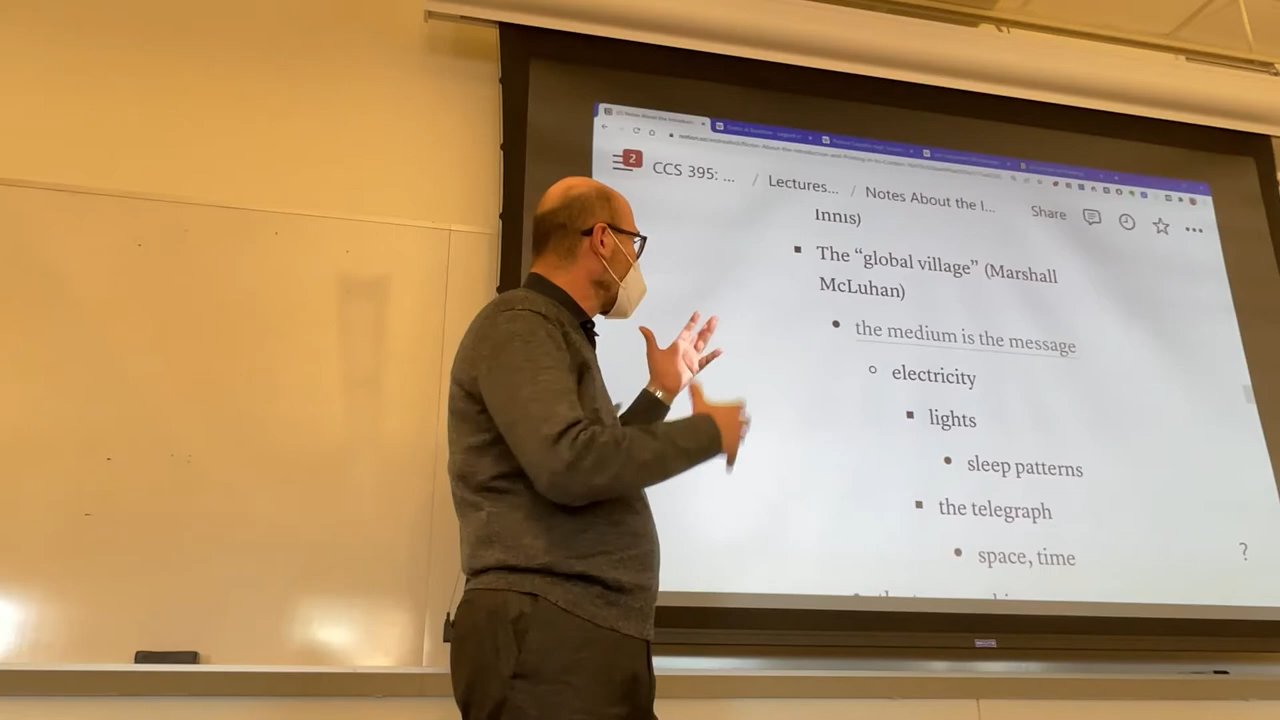 2
CCS 395: ... / Lectures... / Notes About the I... Share
Innis)
The “global village” (Marshall
McLuhan)
the medium is the message
electricity
lights
sleep patterns
the telegraph
space, time
?